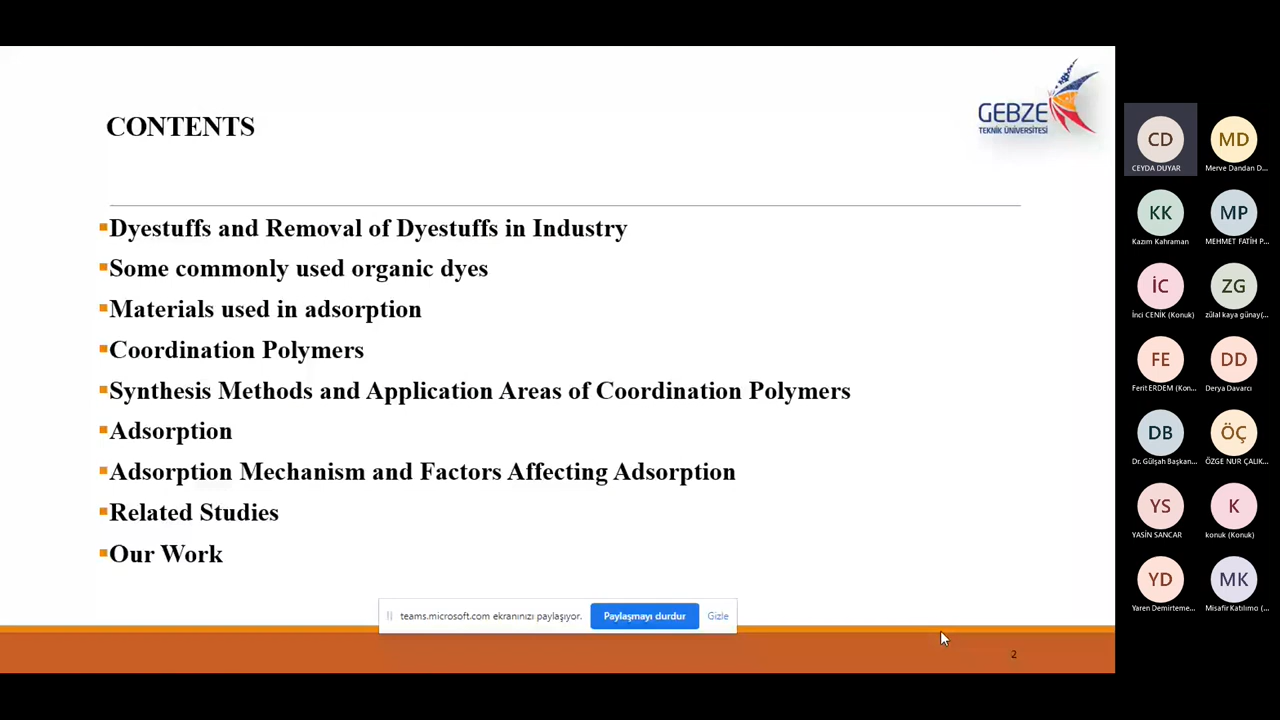 CONTENTS
GEBZE
TEKNİK ÜNİVERSİTESİ
Dyestuffs and Removal of Dyestuffs in Industry
Some commonly used organic dyes
Materials used in adsorption
Coordination Polymers
Synthesis Methods and Application Areas of Coordination Polymers
Adsorption
Adsorption Mechanism and Factors Affecting Adsorption
Related Studies
Our Work
teams.microsoft.com ekranınızı paylaşıyor.
Paylaşmayı durdur
Gizle
2
CD
CEYDA DUYAR
MD
Merve Dandan D...
KK
Kazım Kahraman
MP
MEHMET FATİH P...
İC
İnci CENİK (Konuk)
ZG
zülal kaya günay(...
FE
Ferit ERDEM (Kon...
DD
Derya Davarcı
DB
Dr. Gülşah Başkan...
ÖÇ
ÖZGE NUR ÇALIK...
YS
YASİN SANCAR
K
konuk (Konuk)
YD
Yaren Demirteme...
MK
Misafir Katılımcı (...